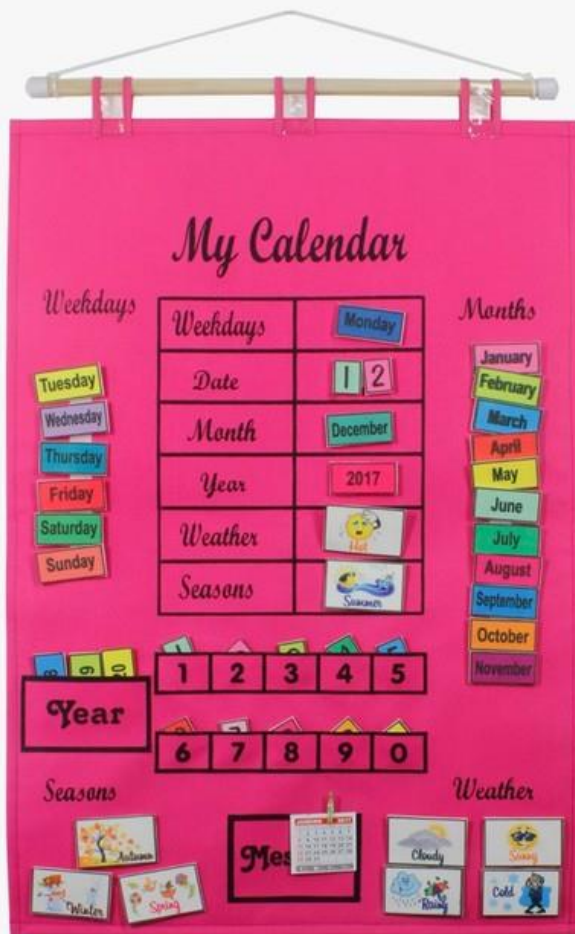 My Calendar
Weekdays
Months
Weekdays
Monday
Date
1 2
Month
December
Year
2017
Weather
Hot
Seasons
Summer
Tuesday
Wednesday
Thursday
Friday
Saturday
Sunday
January
February
March
April
May
June
July
August
September
October
November
1 2 3 4 5
Year
6 7 8 9 0
Seasons
Autumn
Winter
Spring
Mes
Weather
Cloudy
Sunny
Rainy
Cold